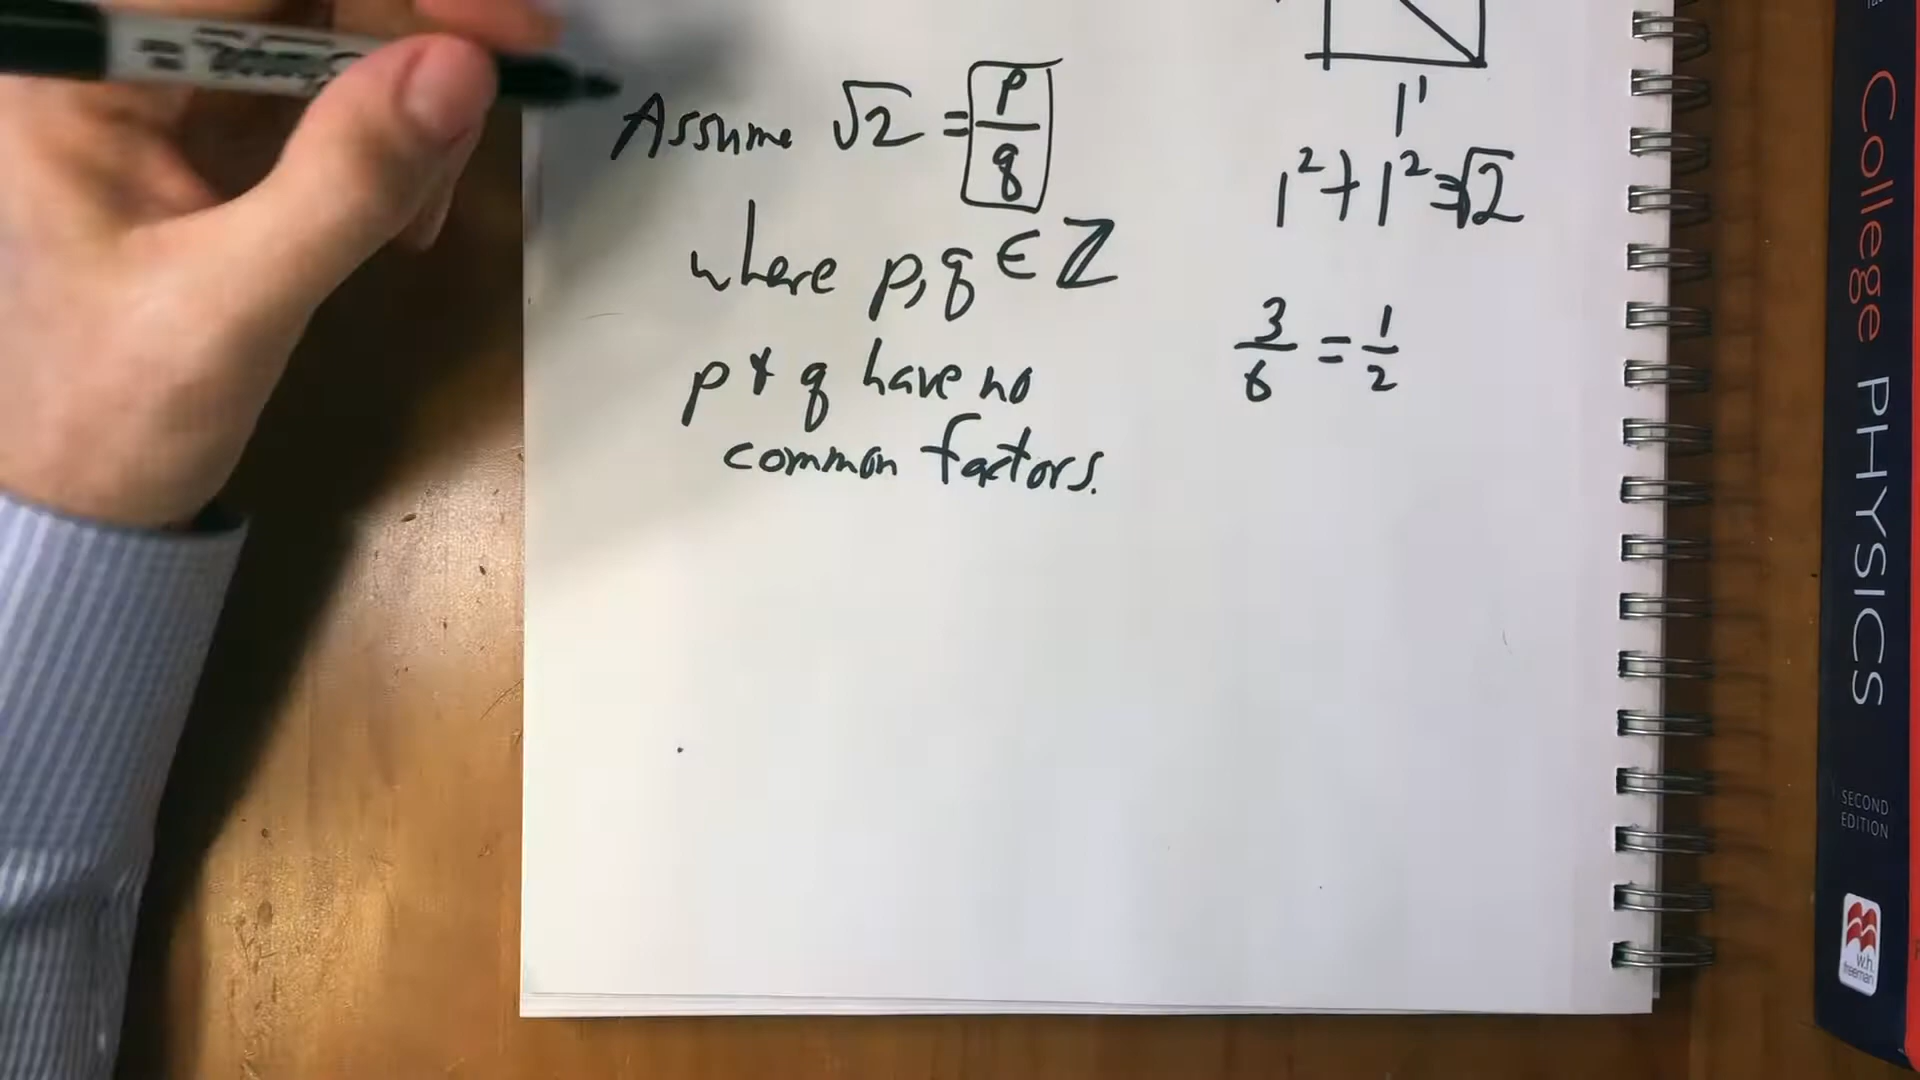 Assume √2 = p/q
where p, q ∈ ℤ
p & q have no
common factors.
1'
1² + 1² = √2
3/6 = 1/2
College PHYSICS
SECOND
EDITION
w.h.
freeman